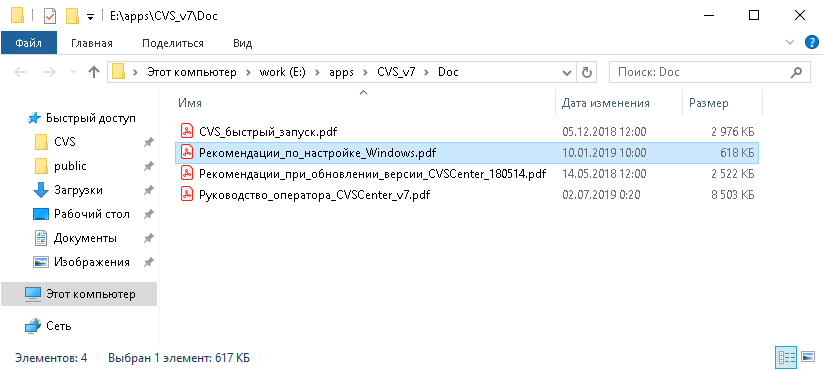 E:\apps\CVS_v7\Doc
Файл Главная Поделиться Вид
Этот компьютер work (E:) apps CVS_v7 Doc Поиск: Doc
Имя Дата изменения Размер
Быстрый доступ
CVS
public
Загрузки
Рабочий стол
Документы
Изображения
Этот компьютер
Сеть
CVS_быстрый_запуск.pdf 05.12.2018 12:00 2 976 КБ
Рекомендации_по_настройке_Windows.pdf 10.01.2019 10:00 618 КБ
Рекомендации_при_обновлении_версии_CVSCenter_180514.pdf 14.05.2018 12:00 2 522 КБ
Руководство_оператора_CVSCenter_v7.pdf 02.07.2019 0:20 8 503 КБ
Элементов: 4 Выбран 1 элемент: 617 КБ